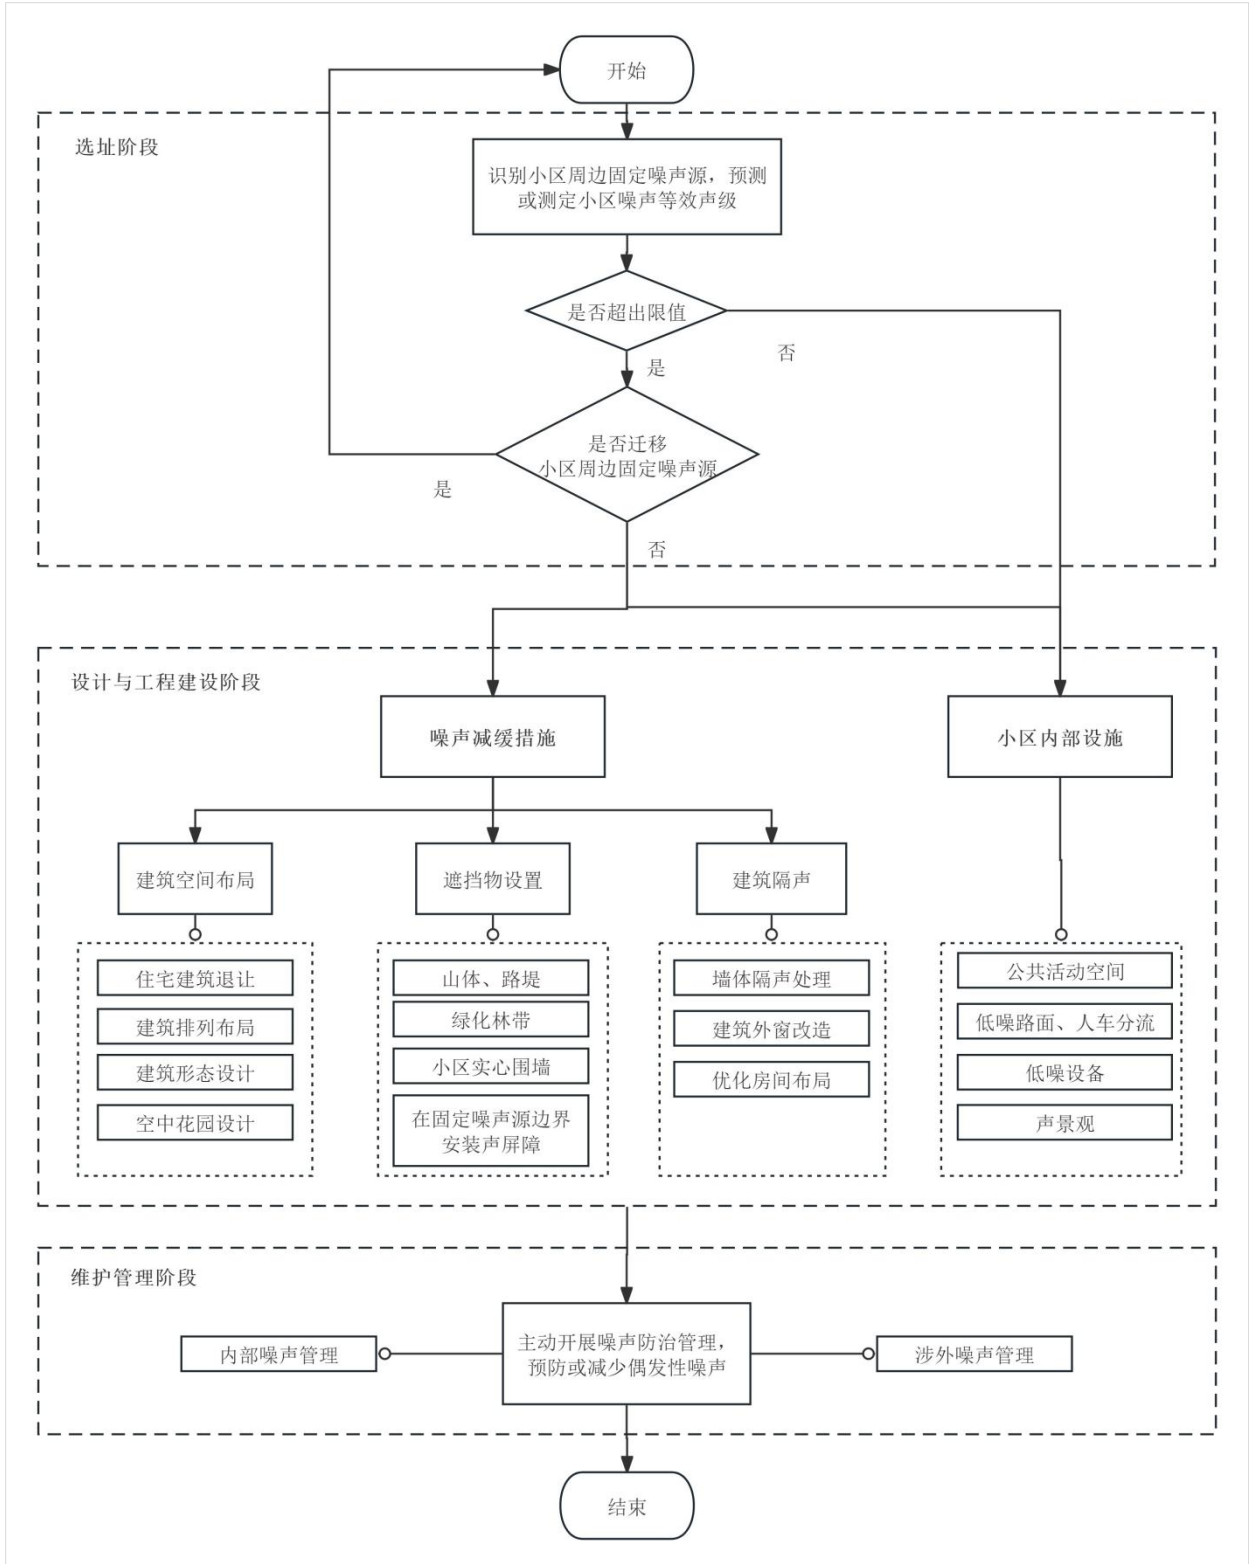 开始
选址阶段
识别小区周边固定噪声源，预测
或测定小区噪声等效声级
是否超出限值
否
是
是否迁移
小区周边固定噪声源
是
否
设计与工程建设阶段
噪声减缓措施
小区内部设施
建筑空间布局
遮挡物设置
建筑隔声
住宅建筑退让
建筑排列布局
建筑形态设计
空中花园设计
山体、路堤
绿化林带
小区实心围墙
在固定噪声源边界
安装声屏障
墙体隔声处理
建筑外窗改造
优化房间布局
公共活动空间
低噪路面、人车分流
低噪设备
声景观
维护管理阶段
内部噪声管理
主动开展噪声防治管理，
预防或减少偶发性噪声
涉外噪声管理
结束